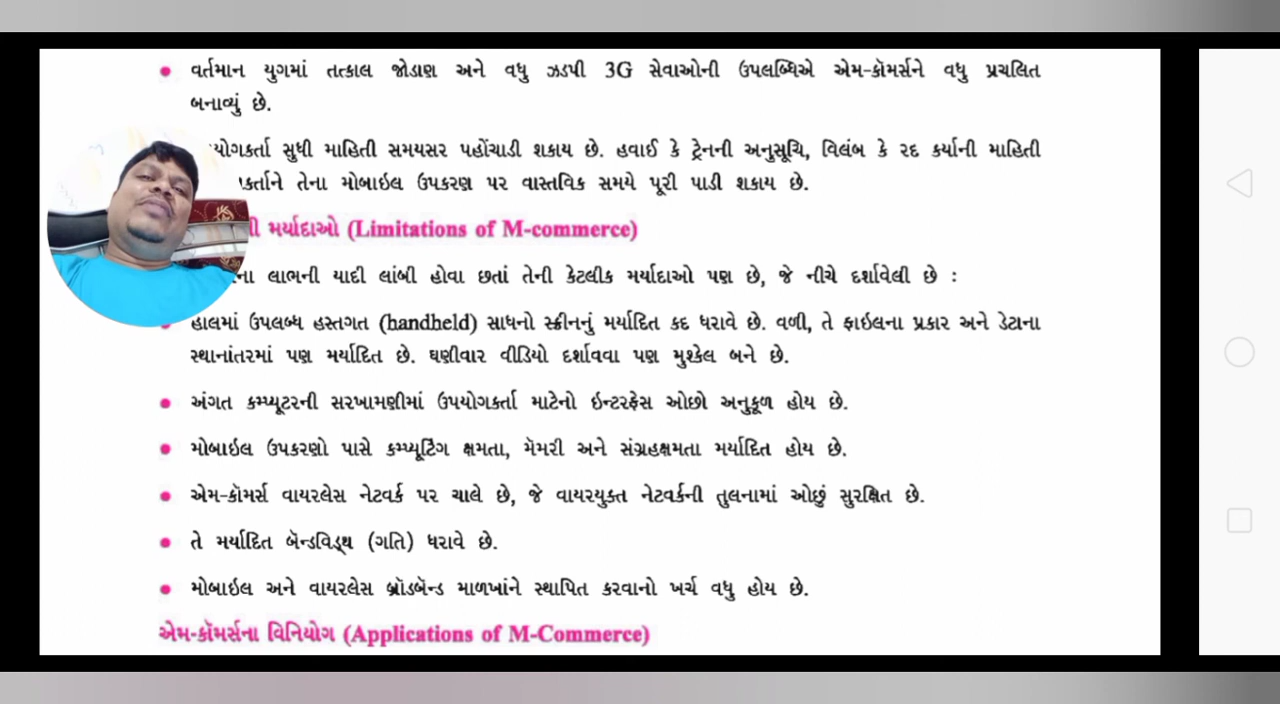 • વર્તમાન યુગમાં તત્કાલ જોડાણ અને વધુ ઝડપી 3G સેવાઓની ઉપલબ્ધિએ એમ-કૉમર્સને વધુ પ્રચલિત
બનાવ્યું છે.
સુધી માહિતી સમયસર પહોંચાડી શકાય છે. હવાઈ કે ટ્રેનની અનુસૂચિ, વિલંબ કે રદ કર્યાની માહિતી
તેના મોબાઇલ ઉપકરણ પર વાસ્તવિક સમયે પૂરી પાડી શકાય છે.
મર્યાદાઓ (Limitations of M-commerce)
લાભની યાદી લાંબી હોવા છતાં તેની કેટલીક મર્યાદાઓ પણ છે, જે નીચે દર્શાવેલી છે :
• હાલમાં ઉપલબ્ધ હસ્તગત (handheld) સાધનો સ્ક્રીનનું મર્યાદિત કદ ધરાવે છે. વળી, તે ફાઇલના પ્રકાર અને ડેટાના
સ્થાનાંતરમાં પણ મર્યાદિત છે. ઘણીવાર વીડિયો દર્શાવવા પણ મુશ્કેલ બને છે.
• અંગત કમ્પ્યૂટરની સરખામણીમાં ઉપયોગકર્તા માટેનો ઇન્ટરફેસ ઓછો અનુકૂળ હોય છે.
• મોબાઇલ ઉપકરણો પાસે કમ્પ્યૂટિંગ ક્ષમતા, મૅમરી અને સંગ્રહક્ષમતા મર્યાદિત હોય છે.
• એમ-કૉમર્સ વાયરલેસ નેટવર્ક પર ચાલે છે, જે વાયરયુક્ત નેટવર્કની તુલનામાં ઓછું સુરક્ષિત છે.
• તે મર્યાદિત બૅન્ડવિડ્થ (ગતિ) ધરાવે છે.
• મોબાઇલ અને વાયરલેસ બ્રૉડબૅન્ડ માળખાંને સ્થાપિત કરવાનો ખર્ચ વધુ હોય છે.
એમ-કૉમર્સના વિનિયોગ (Applications of M-Commerce)